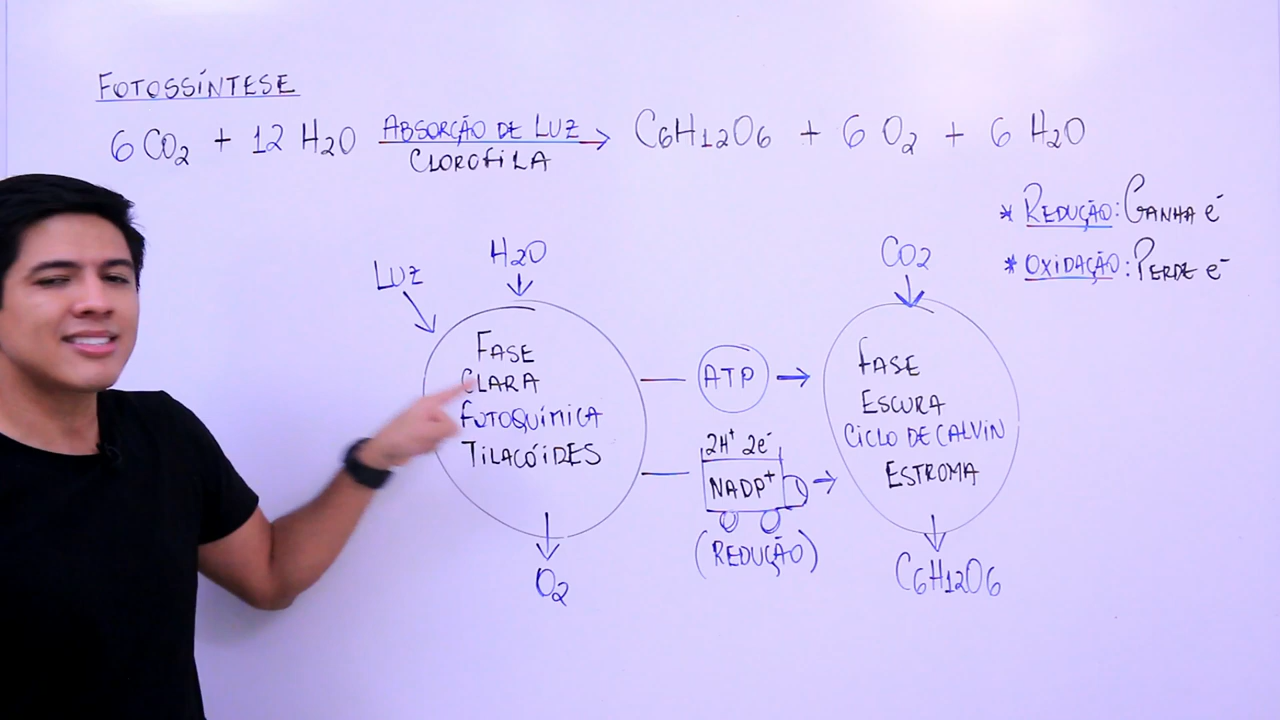 FOTOSSÍNTESE
6 CO2 + 12 H2O ABSORÇÃO DE LUZ C6H12O6 + 6 O2 + 6 H2O
CLOROFILA
* REDUÇÃO: GANHA e-
* OXIDAÇÃO: PERDE e-
LUZ
H2O
FASE
CLARA
FOTOQUÍMICA
TILACÓIDES
O2
ATP
2H+ 2e-
NADP+
(REDUÇÃO)
CO2
FASE
ESCURA
CICLO DE CALVIN
ESTROMA
C6H12O6